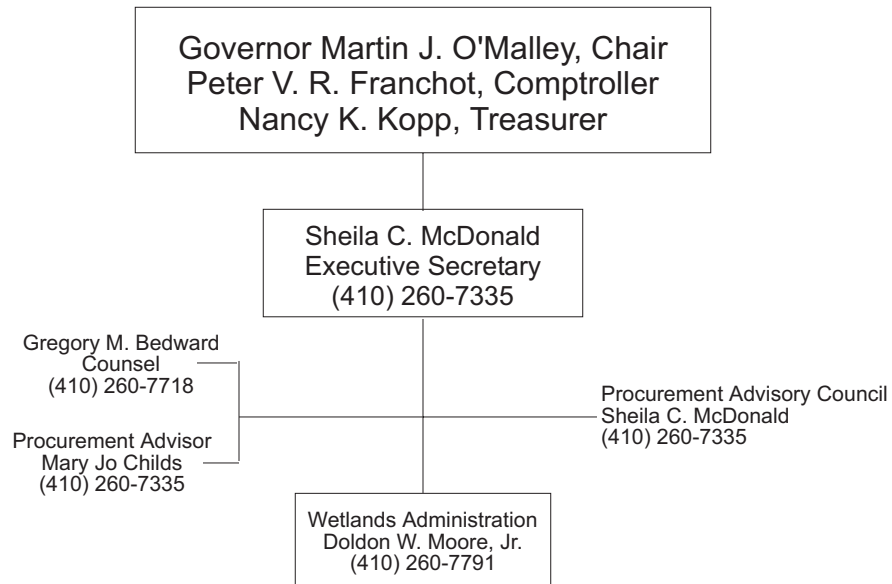 Governor Martin J. O'Malley, Chair
Peter V. R. Franchot, Comptroller
Nancy K. Kopp, Treasurer
Sheila C. McDonald
Executive Secretary
(410) 260-7335
Gregory M. Bedward
Counsel
(410) 260-7718
Procurement Advisory Council
Sheila C. McDonald
(410) 260-7335
Procurement Advisor
Mary Jo Childs
(410) 260-7335
Wetlands Administration
Doldon W. Moore, Jr.
(410) 260-7791